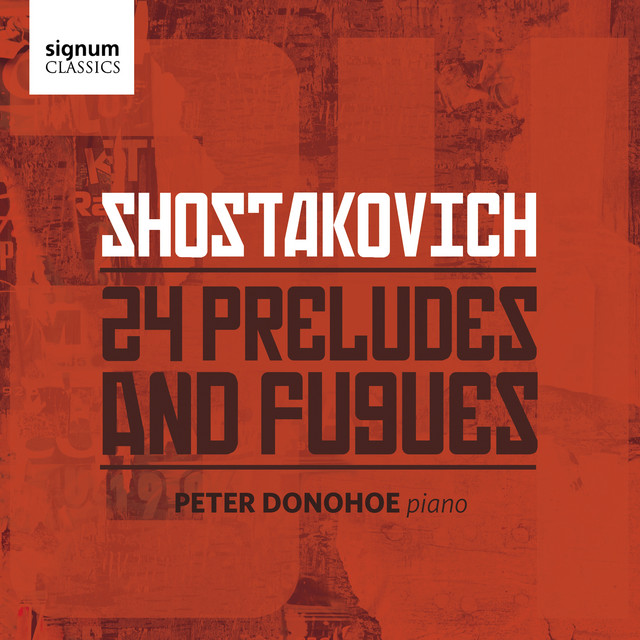 signum
CLASSICS
SHOSTAKOVICH
24 PRELUDES
AND FUGUES
PETER DONOHOE piano